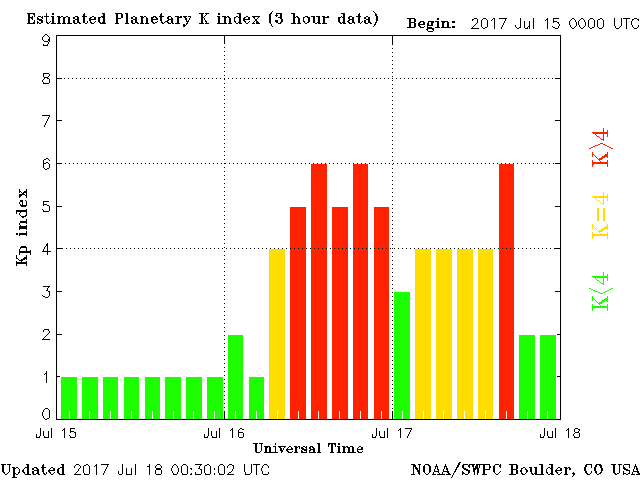 Estimated Planetary K index (3 hour data) Begin: 2017 Jul 15 0000 UTC
9
8
7
6
5
4
3
2
1
0
Kp index
K>4
K=4
K<4
Jul 15 Jul 16 Jul 17 Jul 18
Universal Time
Updated 2017 Jul 18 00:30:02 UTC NOAA/SWPC Boulder, CO USA